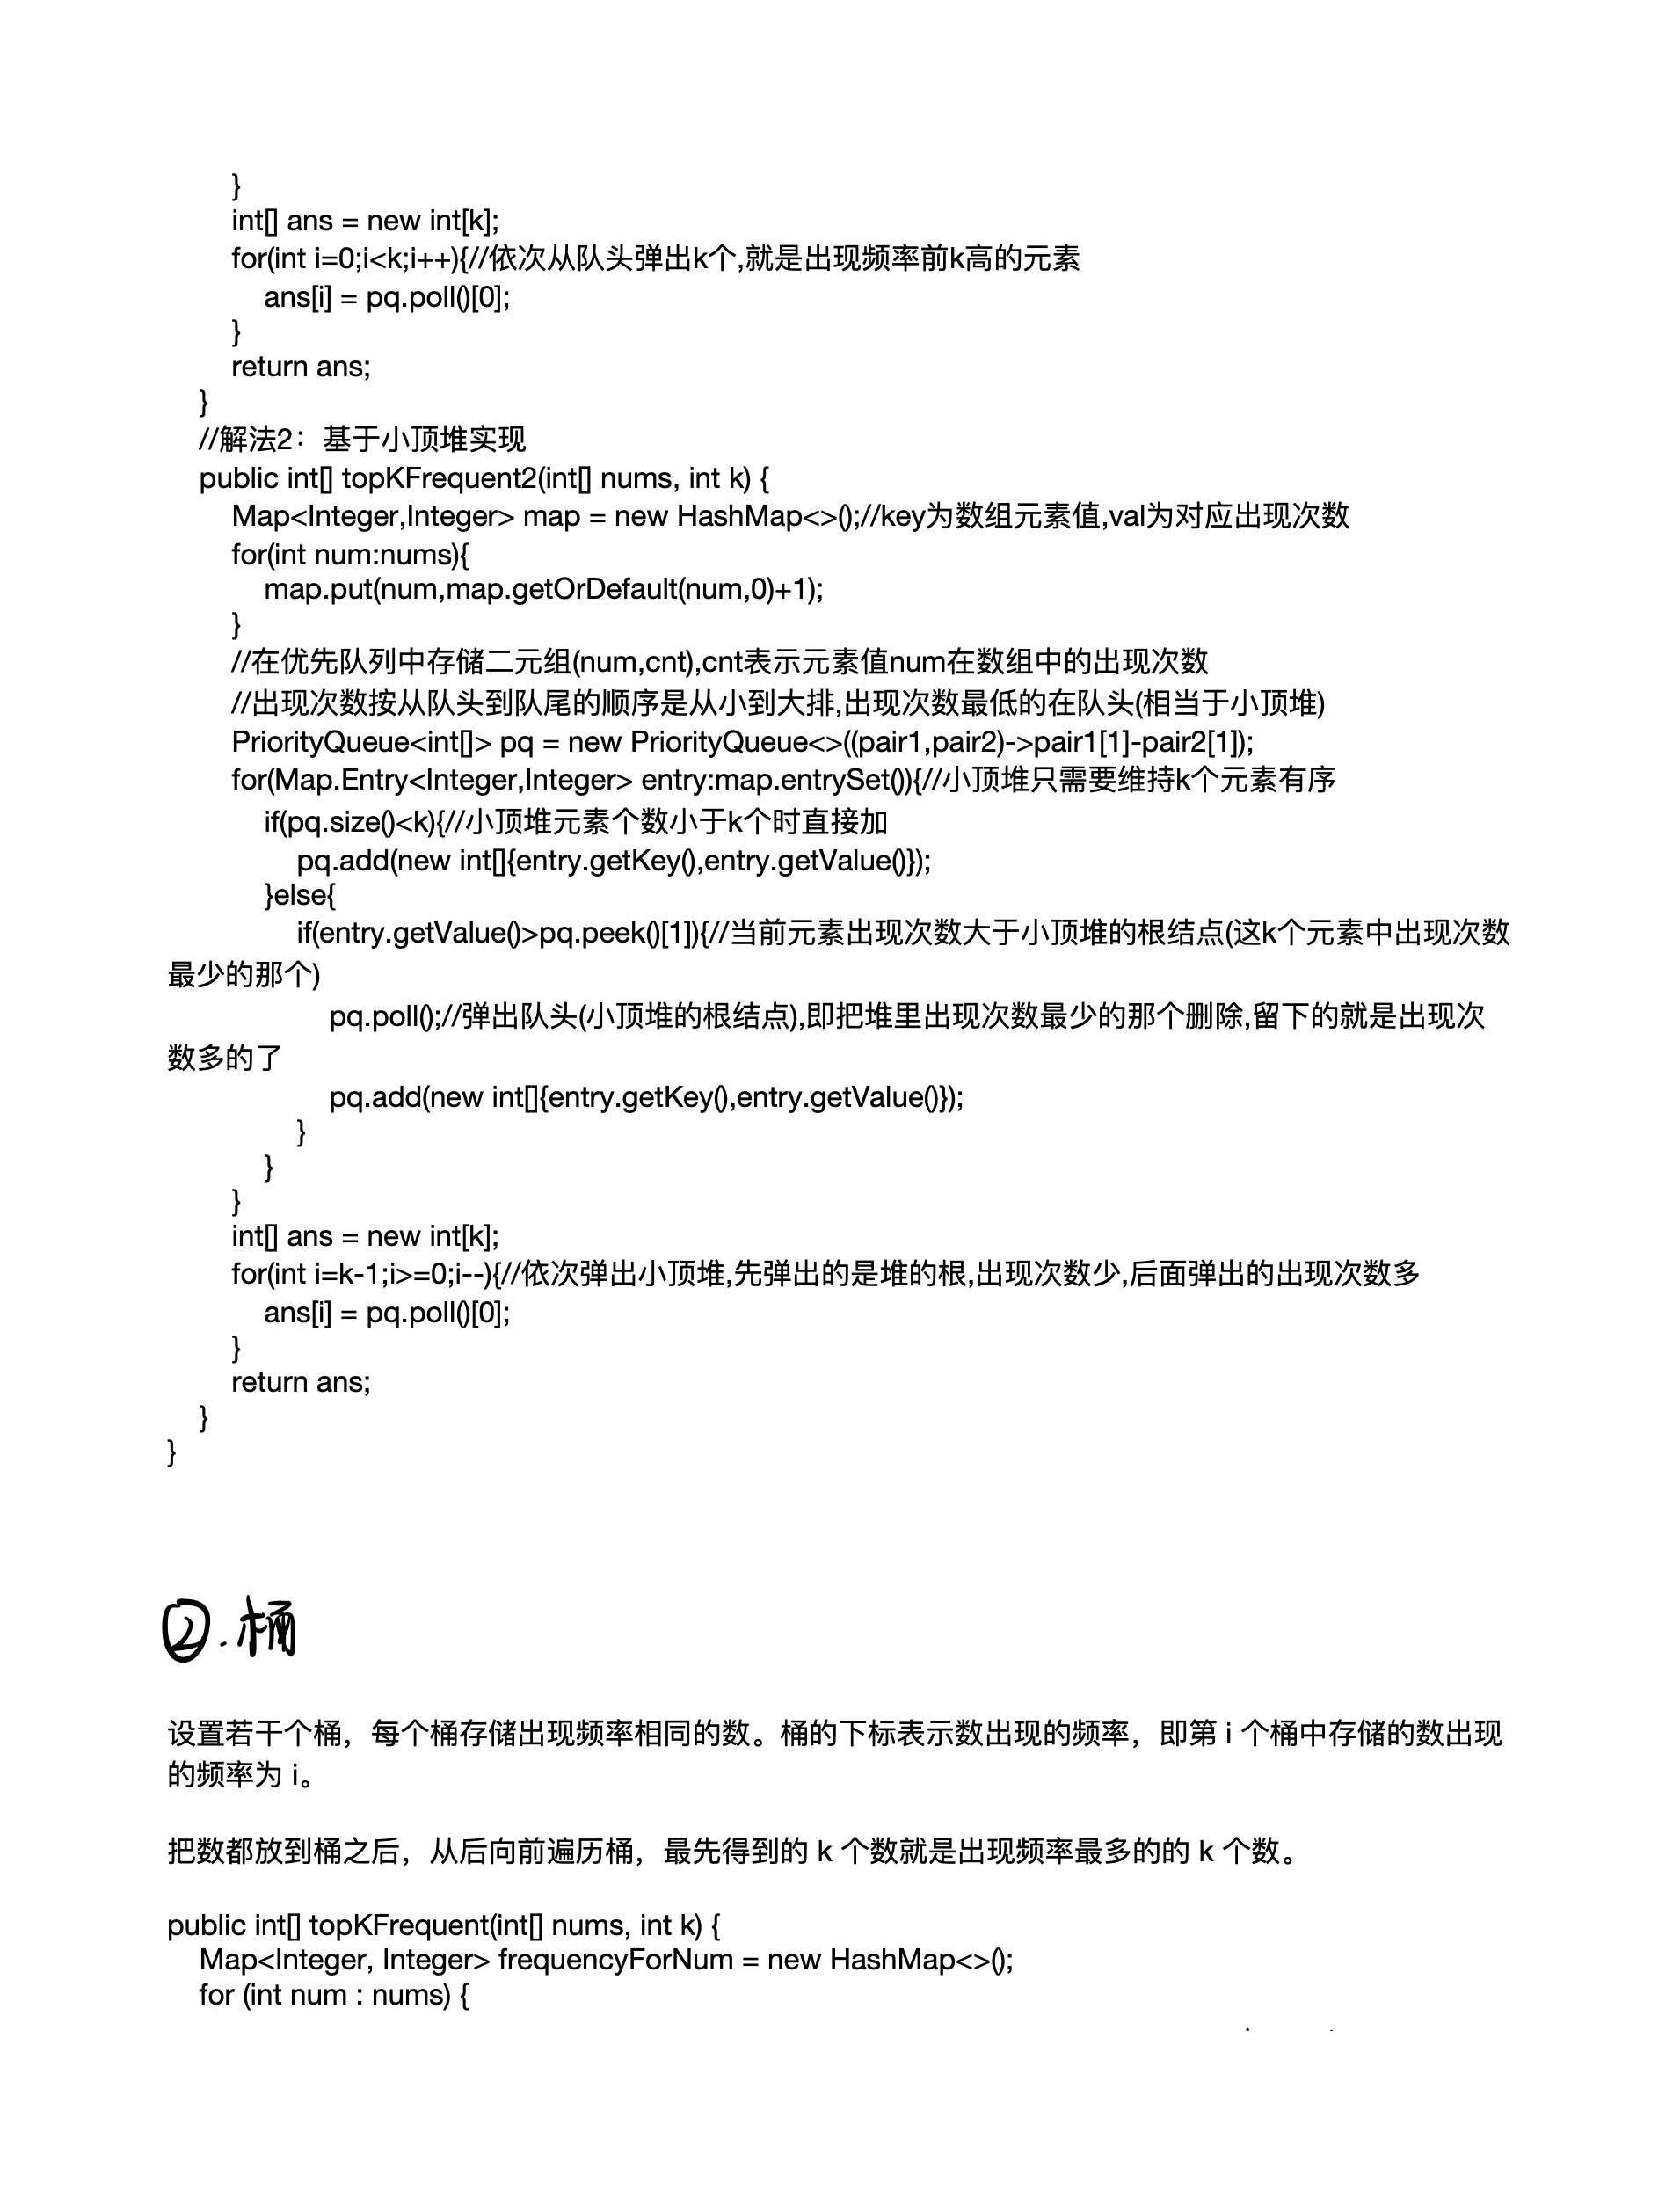 }
int[] ans = new int[k];
for(int i=0;i<k;i++){//依次从队头弹出k个,就是出现频率前k高的元素
ans[i] = pq.poll()[0];
}
return ans;
}
//解法2：基于小顶堆实现
public int[] topKFrequent2(int[] nums, int k) {
Map<Integer,Integer> map = new HashMap<>();//key为数组元素值,val为对应出现次数
for(int num:nums){
map.put(num,map.getOrDefault(num,0)+1);
}
//在优先队列中存储二元组(num,cnt),cnt表示元素值num在数组中的出现次数
//出现次数按从队头到队尾的顺序是从小到大排,出现次数最低的在队头(相当于小顶堆)
PriorityQueue<int[]> pq = new PriorityQueue<>((pair1,pair2)->pair1[1]-pair2[1]);
for(Map.Entry<Integer,Integer> entry:map.entrySet()){//小顶堆只需要维持k个元素有序
if(pq.size()<k){//小顶堆元素个数小于k个时直接加
pq.add(new int[]{entry.getKey(),entry.getValue()});
}else{
if(entry.getValue()>pq.peek()[1]){//当前元素出现次数大于小顶堆的根结点(这k个元素中出现次数
最少的那个)
pq.poll();//弹出队头(小顶堆的根结点),即把堆里出现次数最少的那个删除,留下的就是出现次
数多的了
pq.add(new int[]{entry.getKey(),entry.getValue()});
}
}
}
int[] ans = new int[k];
for(int i=k-1;i>=0;i--){//依次弹出小顶堆,先弹出的是堆的根,出现次数少,后面弹出的出现次数多
ans[i] = pq.poll()[0];
}
return ans;
}
}
②.桶
设置若干个桶，每个桶存储出现频率相同的数。桶的下标表示数出现的频率，即第 i 个桶中存储的数出现
的频率为 i。
把数都放到桶之后，从后向前遍历桶，最先得到的 k 个数就是出现频率最多的的 k 个数。
public int[] topKFrequent(int[] nums, int k) {
Map<Integer, Integer> frequencyForNum = new HashMap<>();
for (int num : nums) {